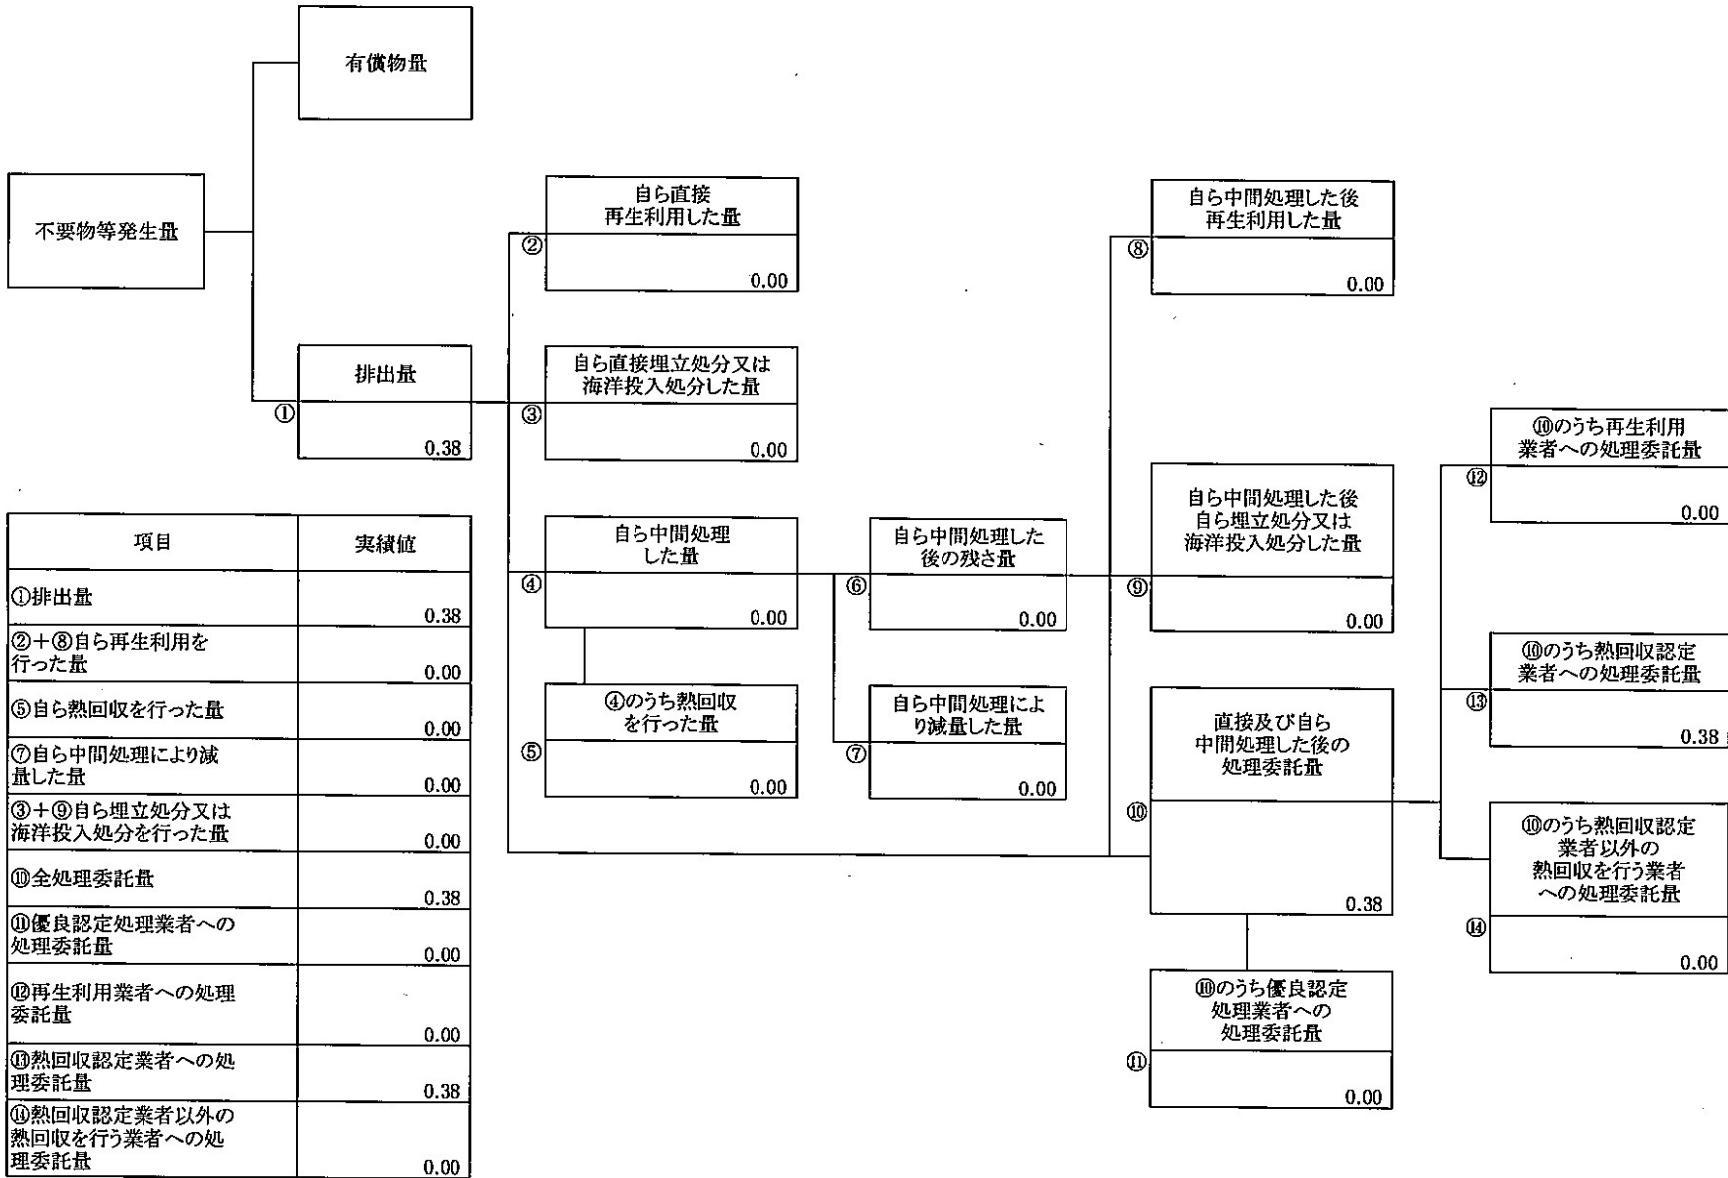 有償物量
不要物等発生量
排出量
①
0.38
自ら直接
再生利用した量
②
0.00
自ら直接埋立処分又は
海洋投入処分した量
③
0.00
自ら中間処理
した量
④
0.00
④のうち熱回収
を行った量
⑤
0.00
自ら中間処理した
後の残さ量
⑥
0.00
自ら中間処理によ
り減量した量
⑦
0.00
自ら中間処理した後
再生利用した量
⑧
0.00
自ら中間処理した後
自ら埋立処分又は
海洋投入処分した量
⑨
0.00
直接及び自ら
中間処理した後の
処理委託量
⑩
0.38
⑩のうち優良認定
処理業者への
処理委託量
⑪
0.00
⑩のうち再生利用
業者への処理委託量
⑫
0.00
⑩のうち熱回収認定
業者への処理委託量
⑬
0.38
⑩のうち熱回収認定
業者以外の
熱回収を行う業者
への処理委託量
⑭
0.00
項目 実績値
①排出量
0.38
②+⑧自ら再生利用を
行った量
0.00
⑤自ら熱回収を行った量
0.00
⑦自ら中間処理により減
量した量
0.00
③+⑨自ら埋立処分又は
海洋投入処分を行った量
0.00
⑩全処理委託量
0.38
⑪優良認定処理業者への
処理委託量
0.00
⑫再生利用業者への処理
委託量
0.00
⑬熱回収認定業者への処
理委託量
0.38
⑭熱回収認定業者以外の
熱回収を行う業者への処
理委託量
0.00